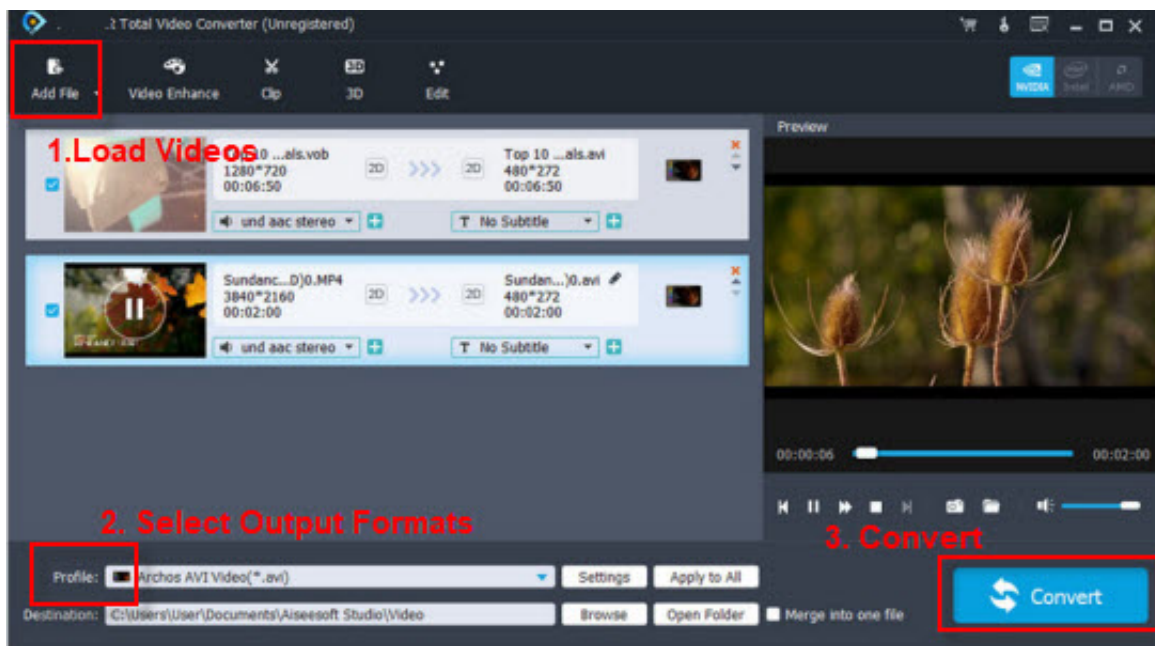 Total Video Converter (Unregistered)
Add File
Video Enhance
Clip
3D
3D
Edit
NVIDIA
Intel
AMD
1.Load Videos
Top 10 ...als.vob
1280*720
00:06:50
2D
>>>
2D
Top 10 ...als.avi
480*272
00:06:50
und aac stereo
T No Subtitle
Sundanc...D)0.MP4
3840*2160
00:02:00
2D
>>>
2D
Sundan...)0.avi
480*272
00:02:00
und aac stereo
T No Subtitle
Preview
00:00:06
00:02:00
2. Select Output Formats
3. Convert
Profile:
Archos AVI Video(*.avi)
Settings
Apply to All
Destination:
C:\Users\User\Documents\Aiseesoft Studio\Video
Browse
Open Folder
Merge into one file
Convert